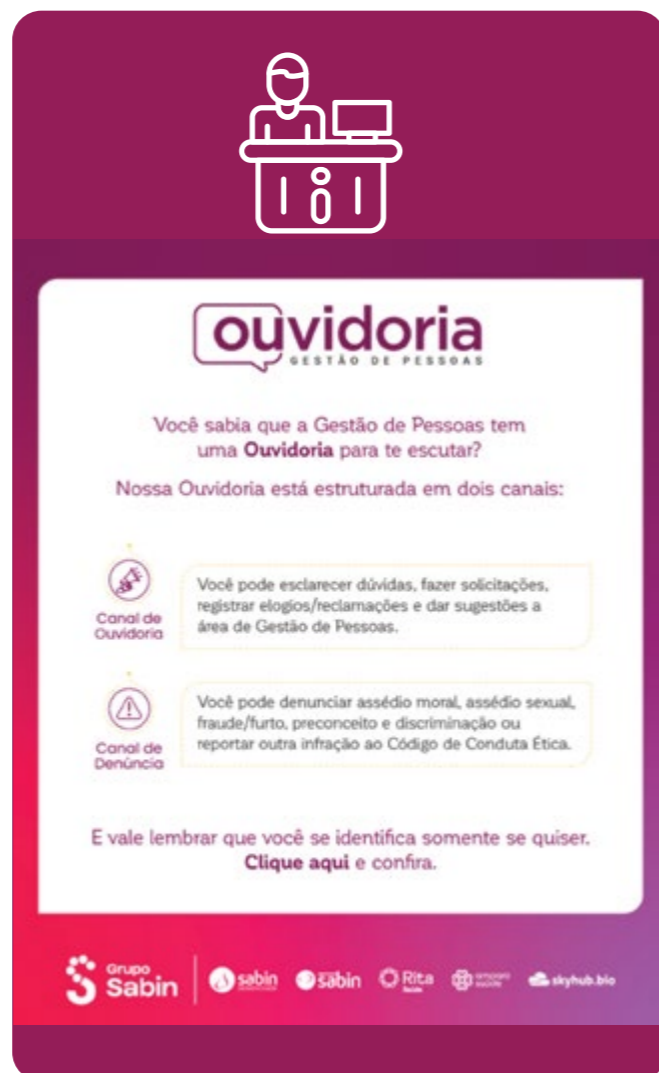 ouvidoria
GESTÃO DE PESSOAS
Você sabia que a Gestão de Pessoas tem
uma Ouvidoria para te escutar?
Nossa Ouvidoria está estruturada em dois canais:
Canal de
Ouvidoria
Você pode esclarecer dúvidas, fazer solicitações,
registrar elogios/reclamações e dar sugestões a
área de Gestão de Pessoas.
Canal de
Denúncia
Você pode denunciar assédio moral, assédio sexual,
fraude/furto, preconceito e discriminação ou
reportar outra infração ao Código de Conduta Ética.
E vale lembrar que você se identifica somente se quiser.
Clique aqui e confira.
Grupo
Sabin
sabin
sabin
Rita
Saúde
skyhub.bio